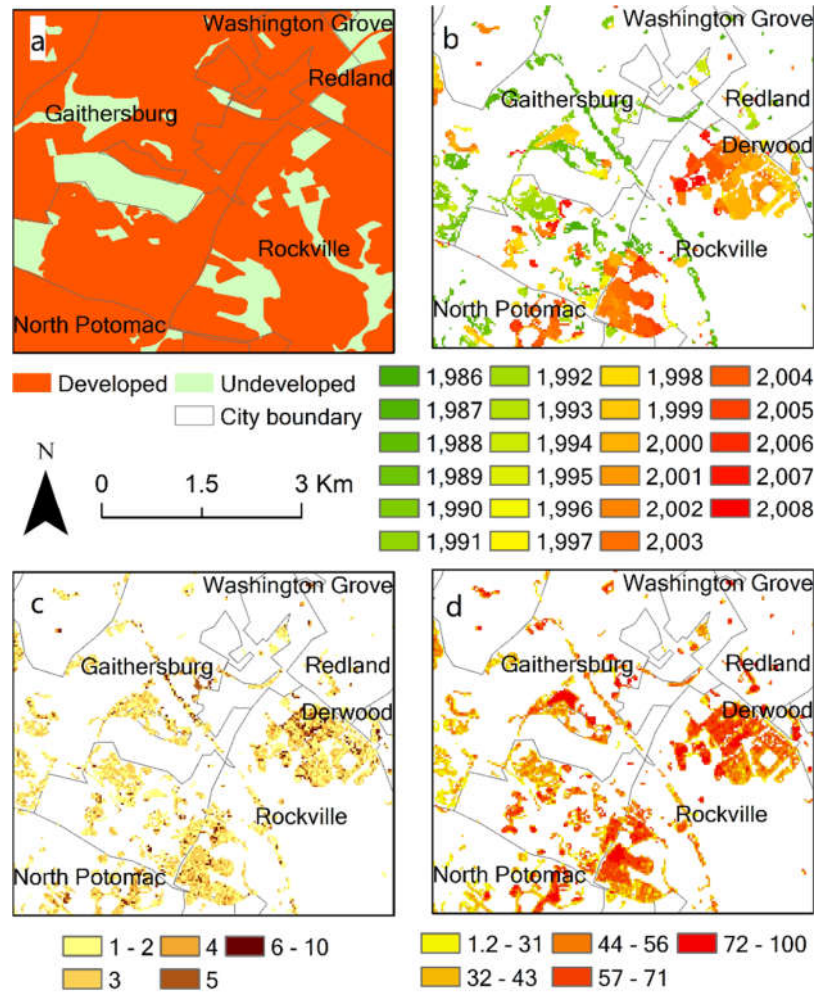 a
Washington Grove
Redland
Gaithersburg
Rockville
North Potomac
b
Washington Grove
Gaithersburg
Redland
Derwood
Rockville
North Potomac
Developed
Undeveloped
City boundary
N
0 1.5 3 Km
1,986 1,992 1,998 2,004
1,987 1,993 1,999 2,005
1,988 1,994 2,000 2,006
1,989 1,995 2,001 2,007
1,990 1,996 2,002 2,008
1,991 1,997 2,003
c
Washington Grove
Gaithersburg
Redland
Derwood
Rockville
North Potomac
d
Washington Grove
Gaithersburg
Redland
Derwood
Rockville
North Potomac
1 - 2 4 6 - 10
3 5
1.2 - 31 44 - 56 72 - 100
32 - 43 57 - 71